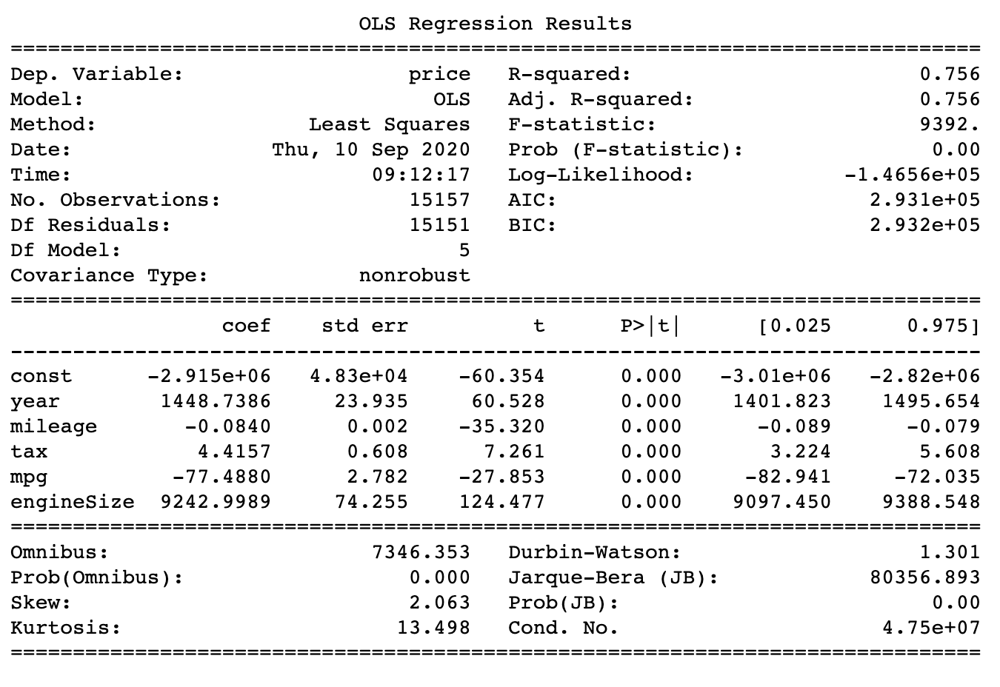 OLS Regression Results
==============================================================================
Dep. Variable: price R-squared: 0.756
Model: OLS Adj. R-squared: 0.756
Method: Least Squares F-statistic: 9392.
Date: Thu, 10 Sep 2020 Prob (F-statistic): 0.00
Time: 09:12:17 Log-Likelihood: -1.4656e+05
No. Observations: 15157 AIC: 2.931e+05
Df Residuals: 15151 BIC: 2.932e+05
Df Model: 5
Covariance Type: nonrobust
==============================================================================
coef std err t P>|t| [0.025 0.975]
------------------------------------------------------------------------------
const -2.915e+06 4.83e+04 -60.354 0.000 -3.01e+06 -2.82e+06
year 1448.7386 23.935 60.528 0.000 1401.823 1495.654
mileage -0.0840 0.002 -35.320 0.000 -0.089 -0.079
tax 4.4157 0.608 7.261 0.000 3.224 5.608
mpg -77.4880 2.782 -27.853 0.000 -82.941 -72.035
engineSize 9242.9989 74.255 124.477 0.000 9097.450 9388.548
==============================================================================
Omnibus: 7346.353 Durbin-Watson: 1.301
Prob(Omnibus): 0.000 Jarque-Bera (JB): 80356.893
Skew: 2.063 Prob(JB): 0.00
Kurtosis: 13.498 Cond. No. 4.75e+07
==============================================================================